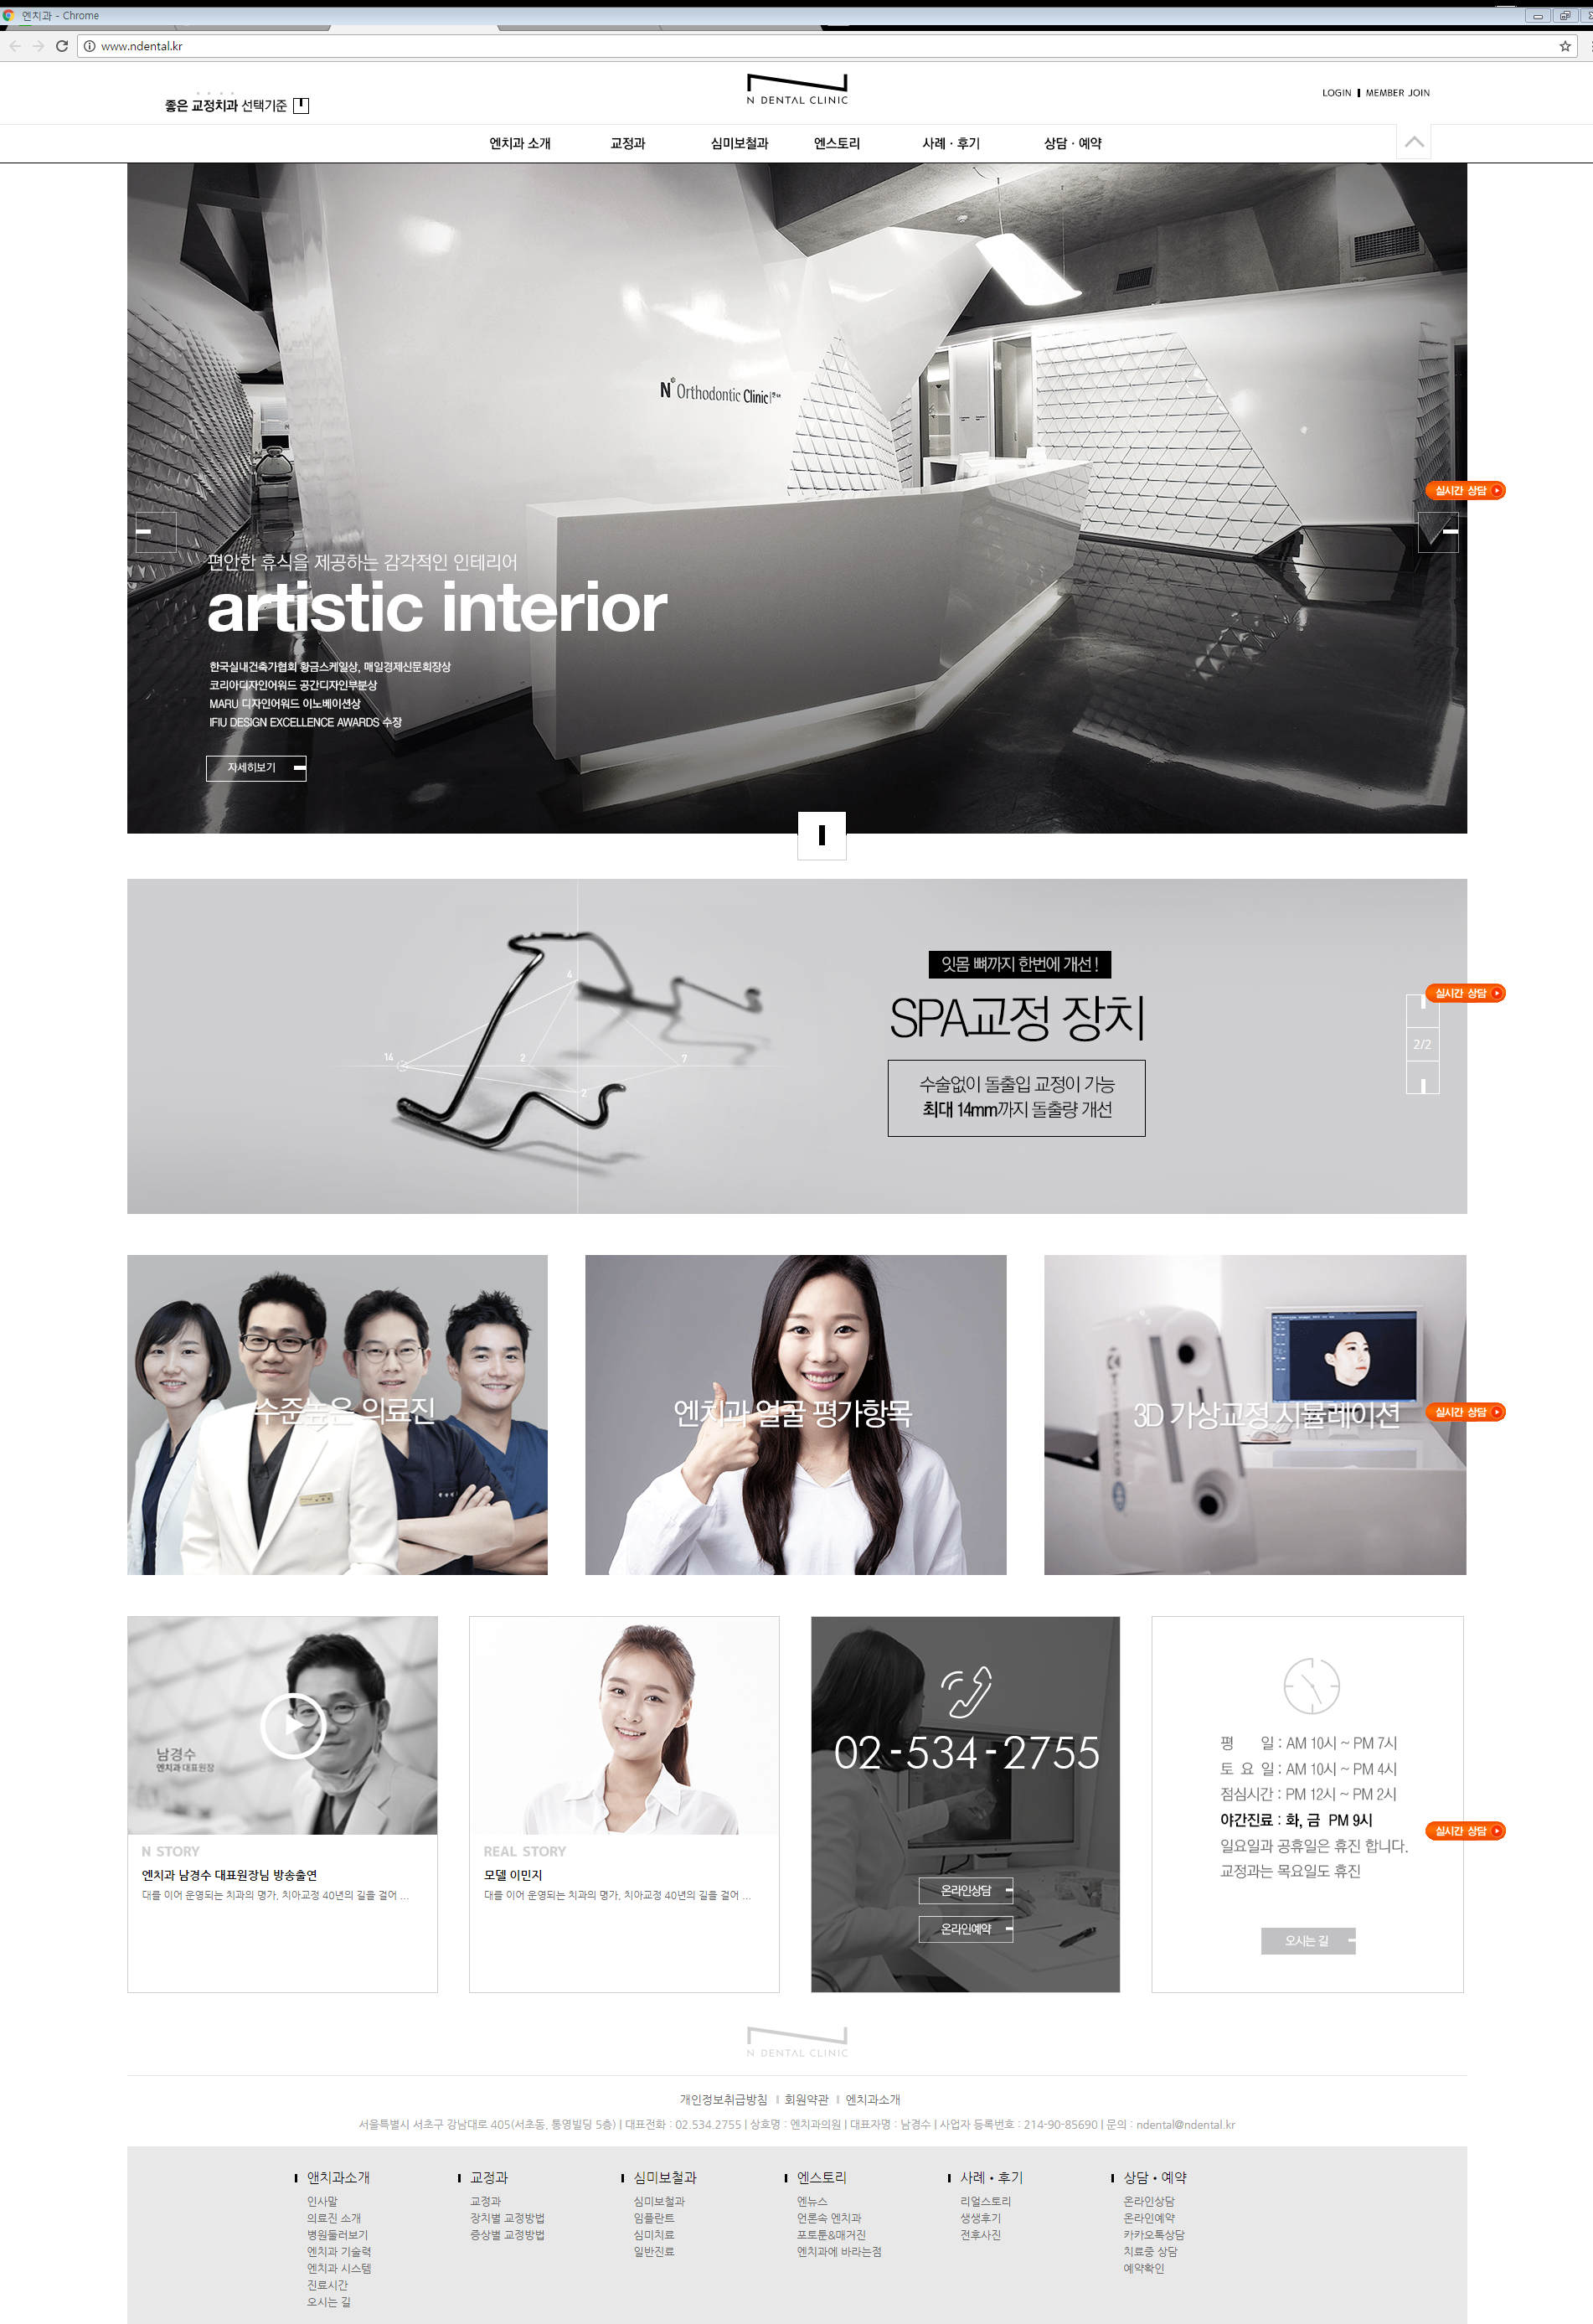 엔치과 - Chrome
www.ndental.kr
좋은 교정치과 선택기준
N DENTAL CLINIC
LOGIN
MEMBER JOIN
엔치과 소개
교정과
심미보철과
엔스토리
사례 · 후기
상담 · 예약
N Orthodontic Clinic
실시간 상담
편안한 휴식을 제공하는 감각적인 인테리어
artistic interior
한국실내건축가협회 황금스케일상, 매일경제신문회장상
코리아디자인어워드 공간디자인부분상
MARU 디자인어워드 이노베이션상
IFIU DESIGN EXCELLENCE AWARDS 수장
자세히보기
잇몸 뼈까지 한번에 개선 !
SPA교정 장치
수술없이 돌출입 교정이 가능
최대 14mm까지 돌출량 개선
4
14
2
7
2
실시간 상담
2/2
수준높은 의료진
엔치과 얼굴 평가항목
3D 가상교정 시뮬레이션
실시간 상담
남경수
엔치과 대표원장
N STORY
엔치과 남경수 대표원장님 방송출연
대를 이어 운영되는 치과의 명가, 치아교정 40년의 길을 걸어 ...
REAL STORY
모델 이민지
대를 이어 운영되는 치과의 명가, 치아교정 40년의 길을 걸어 ...
02-534-2755
온라인상담
온라인예약
평 일 : AM 10시 ~ PM 7시
토 요 일 : AM 10시 ~ PM 4시
점심시간 : PM 12시 ~ PM 2시
야간진료 : 화, 금 PM 9시
일요일과 공휴일은 휴진 합니다.
교정과는 목요일도 휴진
실시간 상담
오시는 길
N DENTAL CLINIC
개인정보취급방침 | 회원약관 | 엔치과소개
서울특별시 서초구 강남대로 405(서초동, 통영빌딩 5층) | 대표전화 : 02.534.2755 | 상호명 : 엔치과의원 | 대표자명 : 남경수 | 사업자 등록번호 : 214-90-85690 | 문의 : ndental@ndental.kr
앤치과소개
인사말
의료진 소개
병원둘러보기
엔치과 기술력
엔치과 시스템
진료시간
오시는 길
교정과
교정과
장치별 교정방법
증상별 교정방법
심미보철과
심미보철과
임플란트
심미치료
일반진료
엔스토리
엔뉴스
언론속 엔치과
포토툰&매거진
엔치과에 바라는점
사례 • 후기
리얼스토리
생생후기
전후사진
상담 • 예약
온라인상담
온라인예약
카카오톡상담
치료중 상담
예약확인